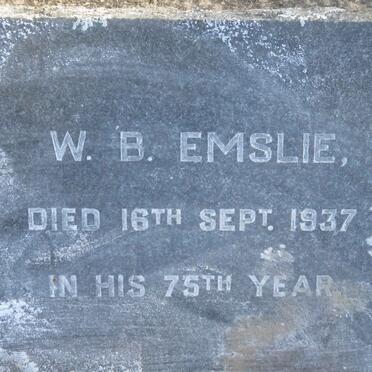 W. B. EMSLIE,
DIED 16TH SEPT. 1937
IN HIS 75TH YEAR